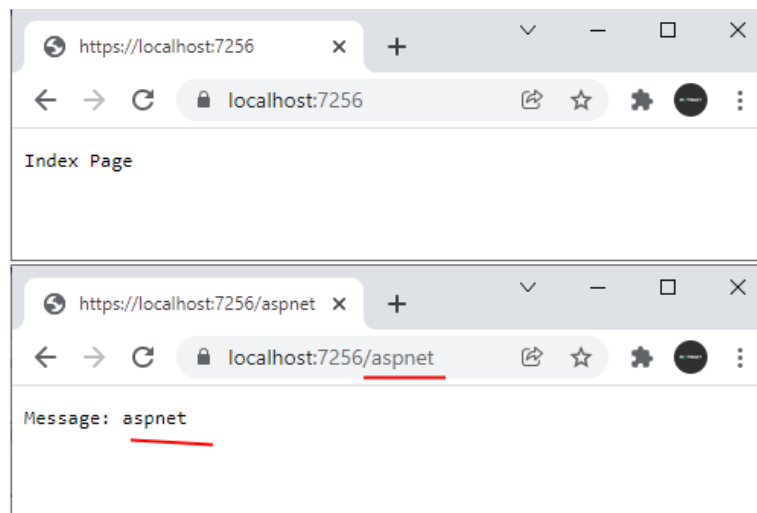 https://localhost:7256
localhost:7256
Index Page
https://localhost:7256/aspnet
localhost:7256/aspnet
Message: aspnet